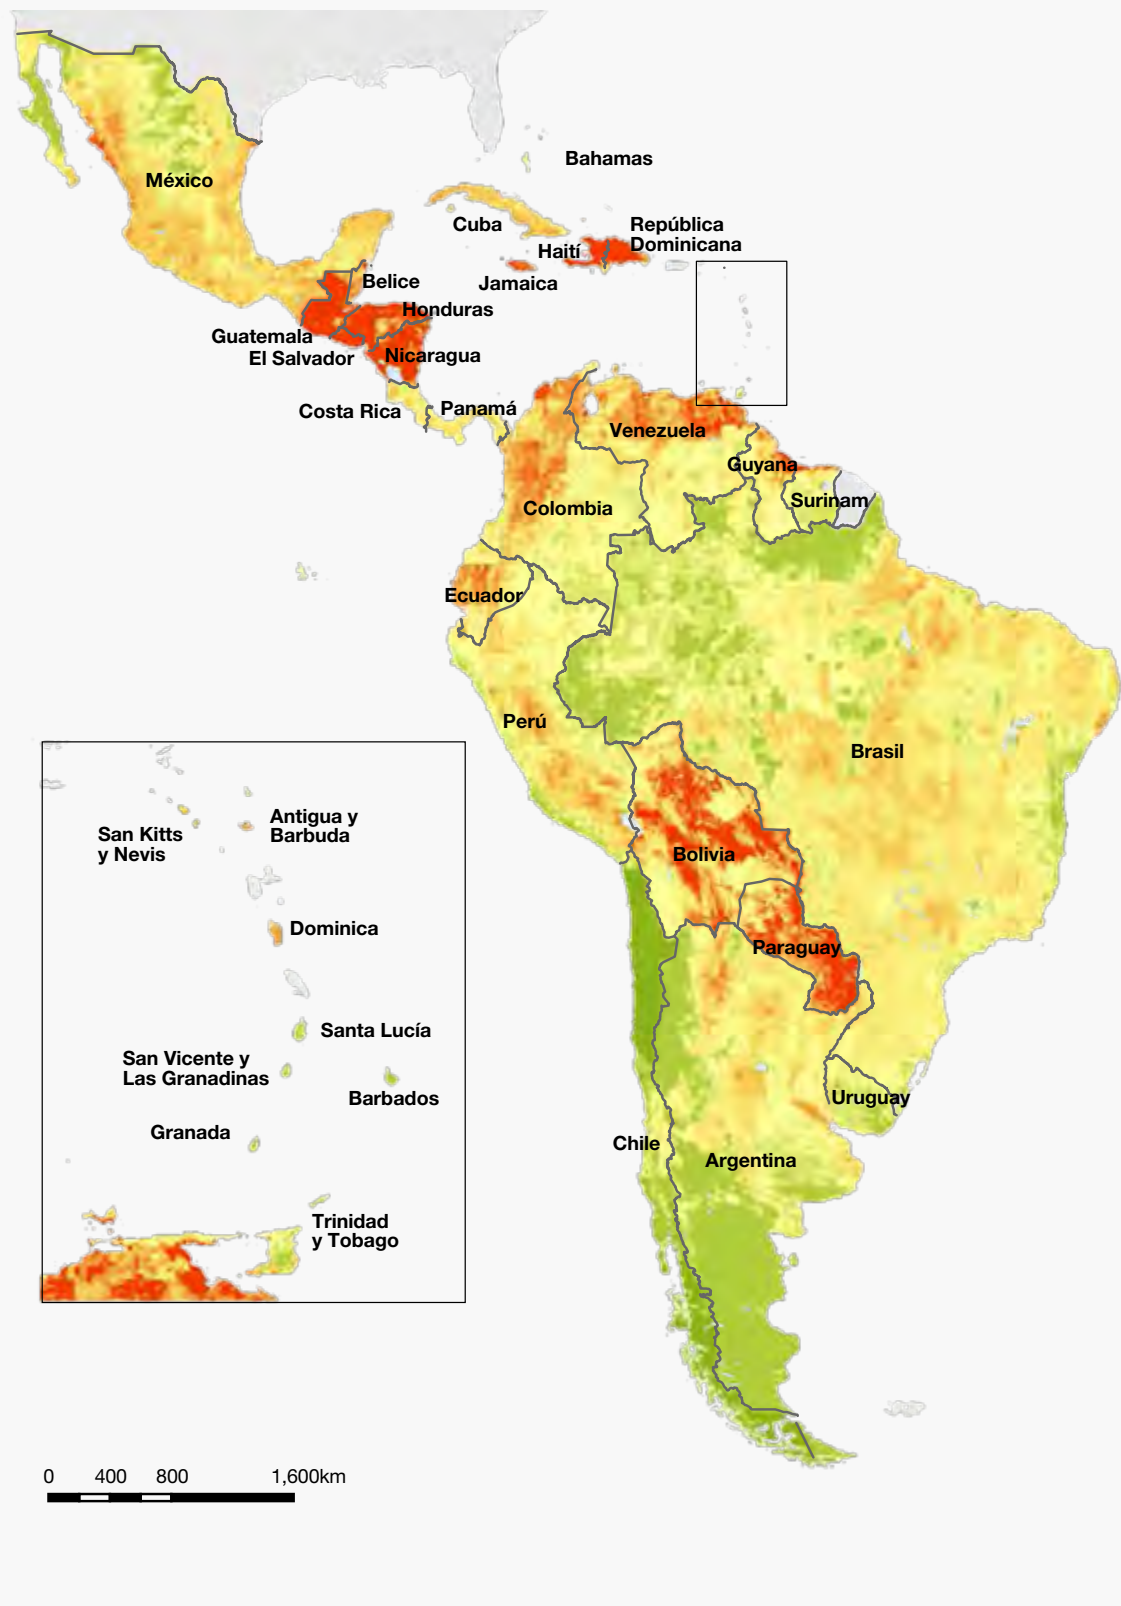 Bahamas
México
Cuba
República
Dominicana
Haití
Jamaica
Belice
Honduras
Guatemala
El Salvador
Nicaragua
Costa Rica
Panamá
Venezuela
Guyana
Surinam
Colombia
Ecuador
Perú
Brasil
Bolivia
Paraguay
Uruguay
Chile
Argentina
Antigua y
Barbuda
San Kitts
y Nevis
Dominica
Santa Lucía
San Vicente y
Las Granadinas
Barbados
Granada
Trinidad
y Tobago
0 400 800 1,600km